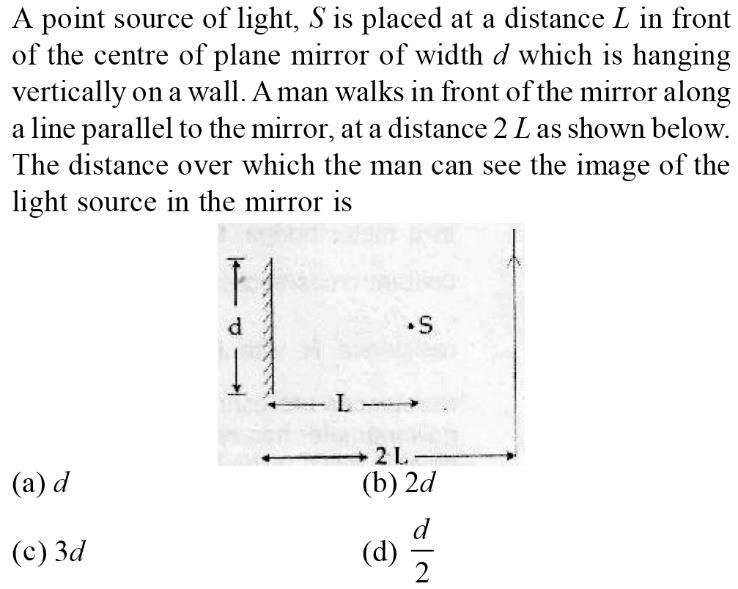 A point source of light, S is placed at a distance L in front
of the centre of plane mirror of width d which is hanging
vertically on a wall. A man walks in front of the mirror along
a line parallel to the mirror, at a distance 2 L as shown below.
The distance over which the man can see the image of the
light source in the mirror is
d
S
L
2 L
(a) d
(b) 2d
(c) 3d
(d) d/2